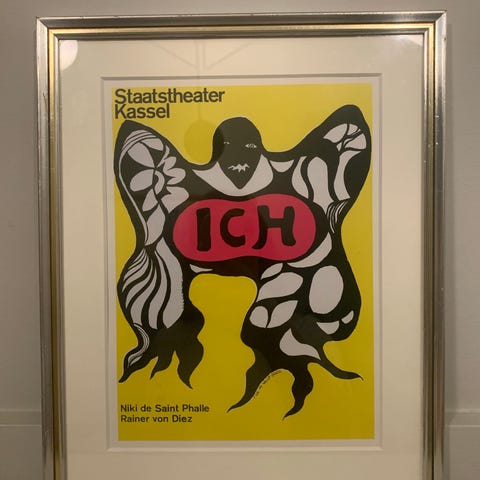 Staatstheater
Kassel
ICH
Niki de Saint Phalle
Rainer von Diez